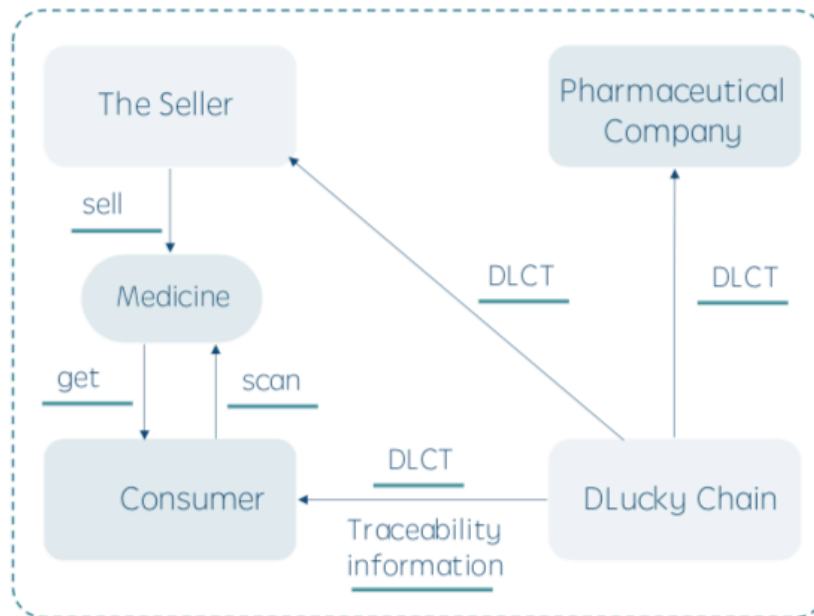 The Seller
Pharmaceutical
Company
sell
DLCT
DLCT
Medicine
get
scan
DLCT
Consumer
DLucky Chain
Traceability
information